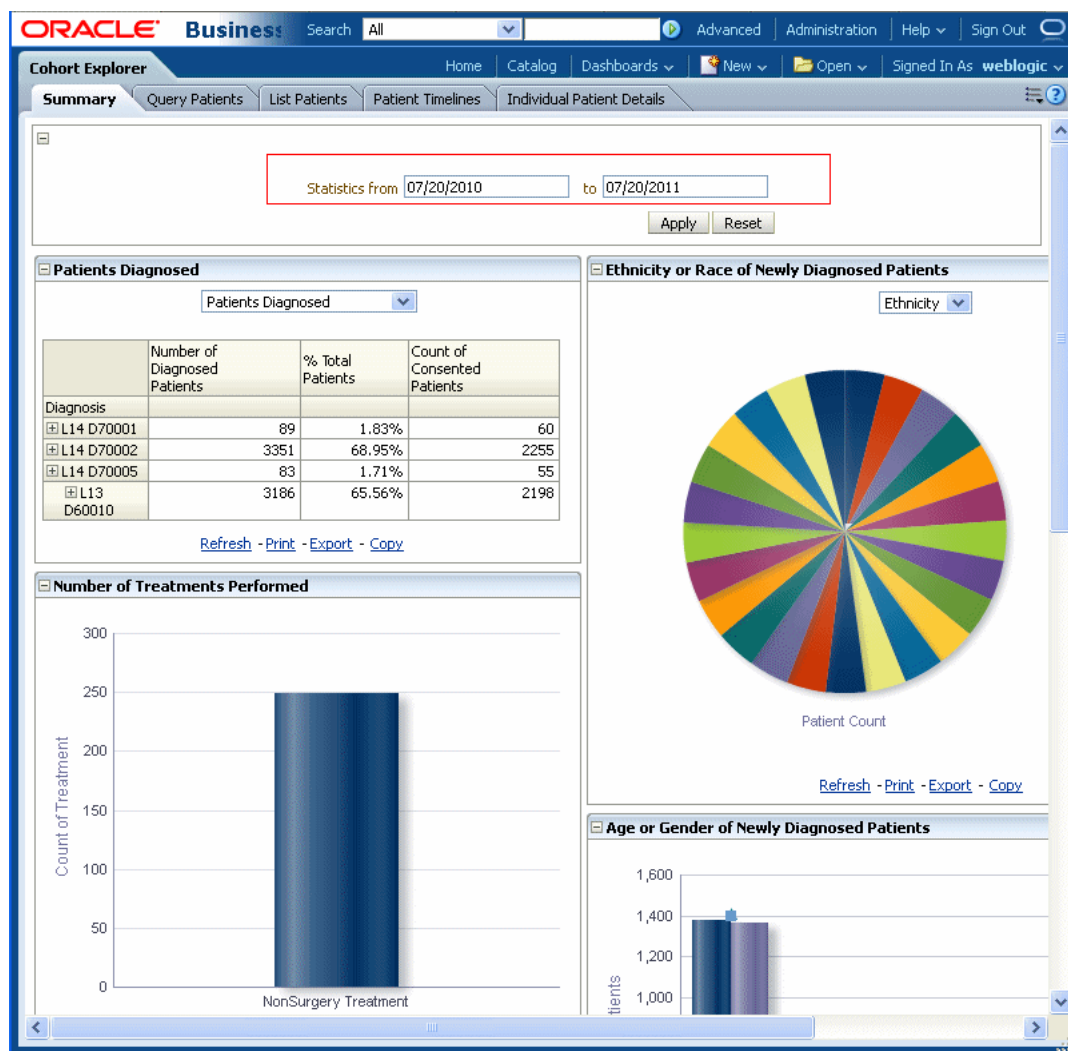 ORACLE Business Search All Advanced Administration Help Sign Out
Cohort Explorer Home Catalog Dashboards New Open Signed In As weblogic
Summary Query Patients List Patients Patient Timelines Individual Patient Details
Statistics from 07/20/2010 to 07/20/2011
Apply Reset
Patients Diagnosed
Patients Diagnosed
Number of Diagnosed Patients % Total Patients Count of Consented Patients
Diagnosis
L14 D70001 89 1.83% 60
L14 D70002 3351 68.95% 2255
L14 D70005 83 1.71% 55
L13 D60010 3186 65.56% 2198
Refresh - Print - Export - Copy
Number of Treatments Performed
300
250
200
150
100
50
0
Count of Treatment
NonSurgery Treatment
Ethnicity or Race of Newly Diagnosed Patients
Ethnicity
Patient Count
Refresh - Print - Export - Copy
Age or Gender of Newly Diagnosed Patients
1,600
1,400
1,200
1,000